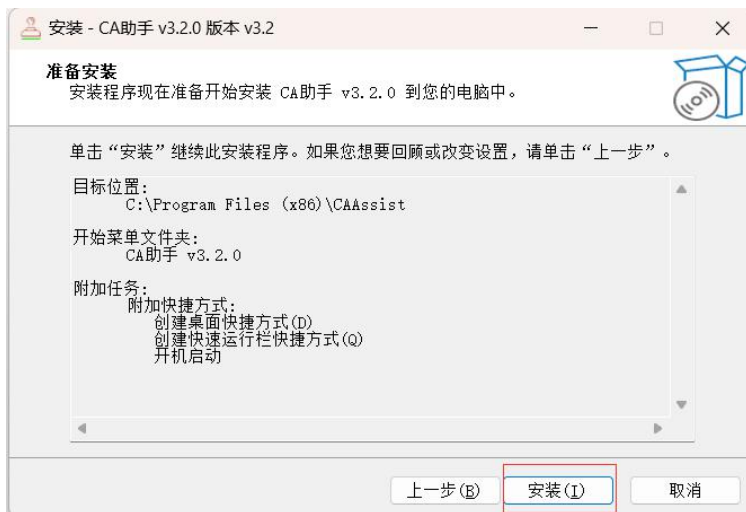 安装 - CA助手 v3.2.0 版本 v3.2
准备安装
安装程序现在准备开始安装 CA助手 v3.2.0 到您的电脑中。
单击“安装”继续此安装程序。如果您想要回顾或改变设置，请单击“上一步”。
目标位置:
C:\Program Files (x86)\CAAssist
开始菜单文件夹:
CA助手 v3.2.0
附加任务:
附加快捷方式:
创建桌面快捷方式(D)
创建快速运行栏快捷方式(Q)
开机启动
上一步(B) 安装(I) 取消